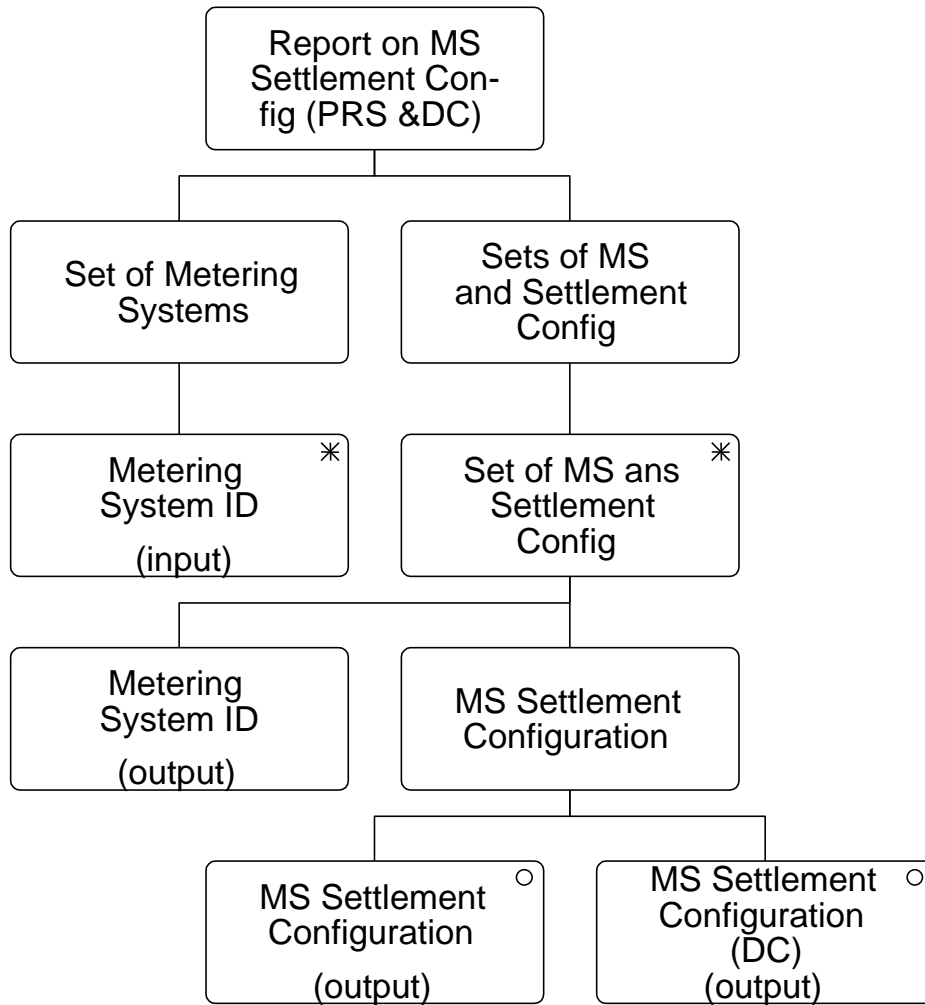 Report on MS
Settlement Con-
fig (PRS &DC)
Set of Metering
Systems
Sets of MS
and Settlement
Config
Metering
System ID
(input)
Set of MS ans
Settlement
Config
Metering
System ID
(output)
MS Settlement
Configuration
MS Settlement
Configuration
(output)
MS Settlement
Configuration
(DC)
(output)